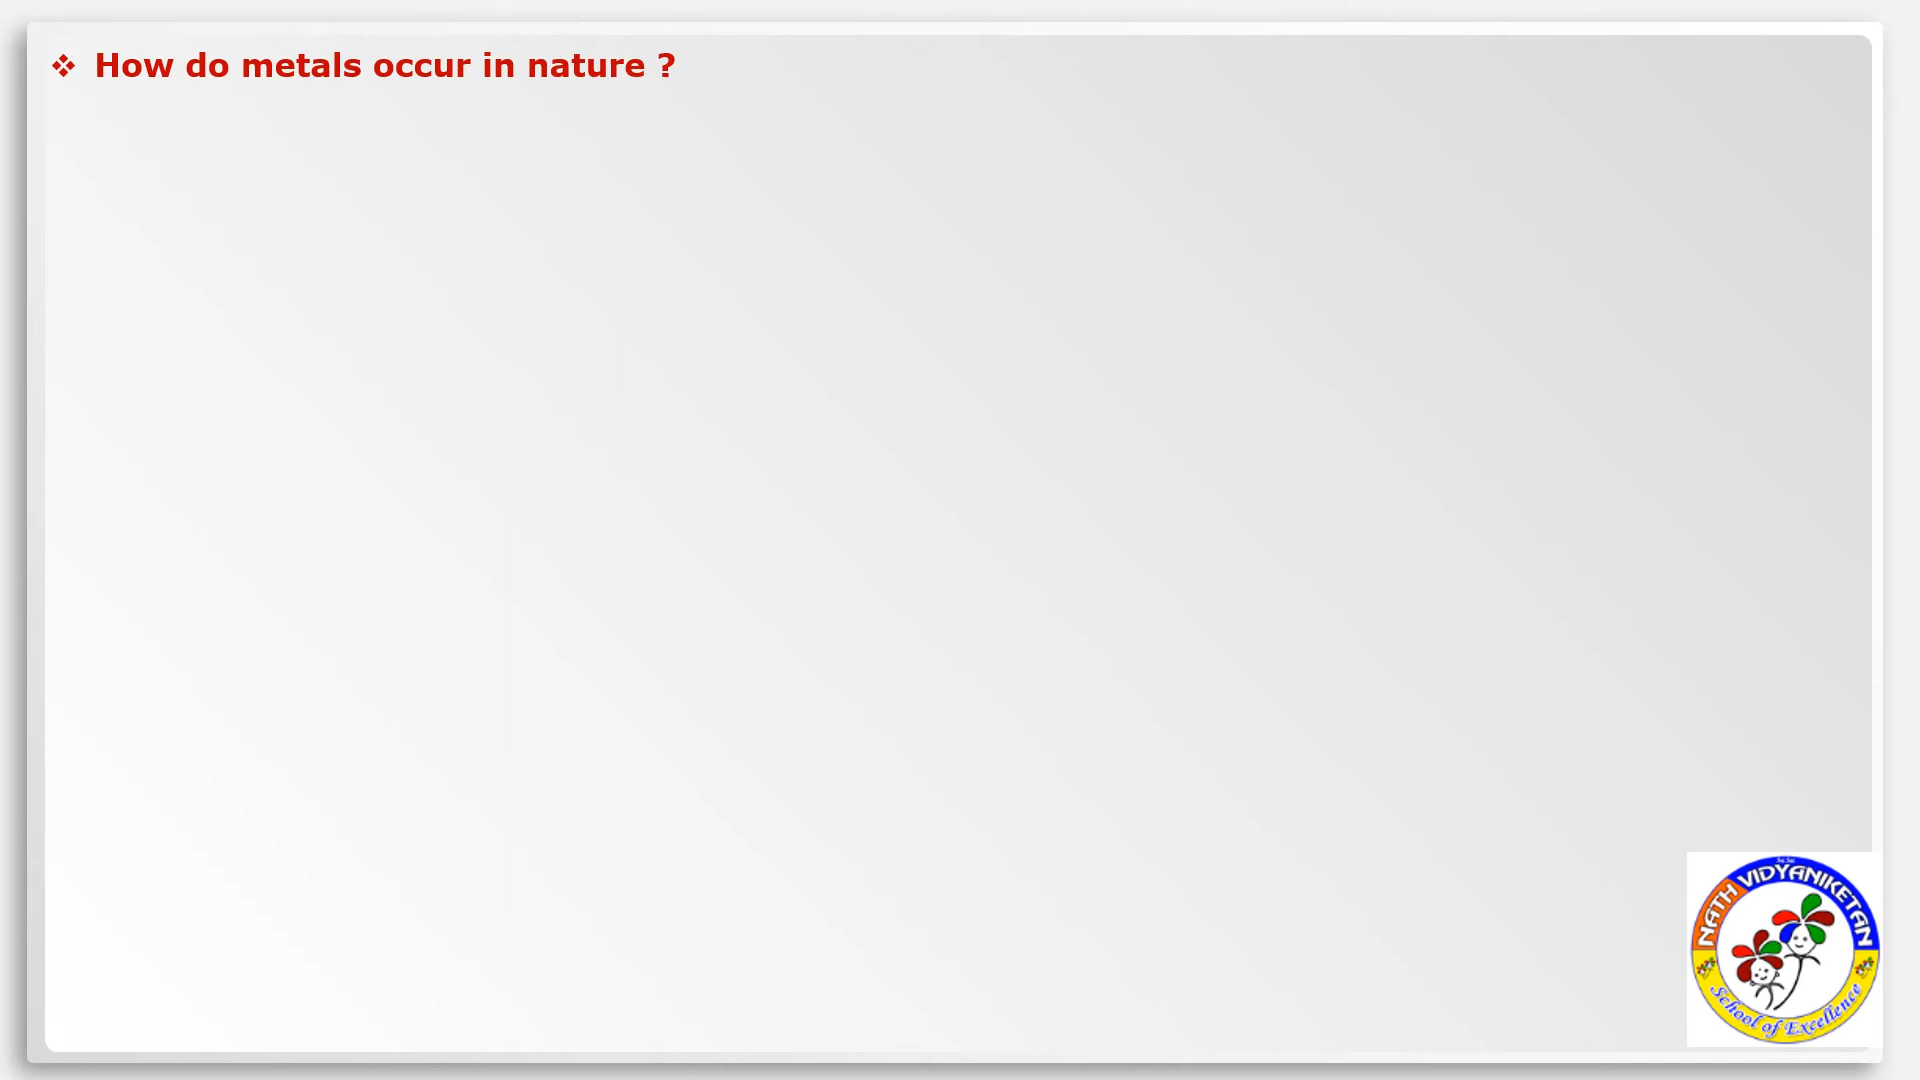 ❖ How do metals occur in nature ?
NATH VIDYANIKETAN
School of Excellence